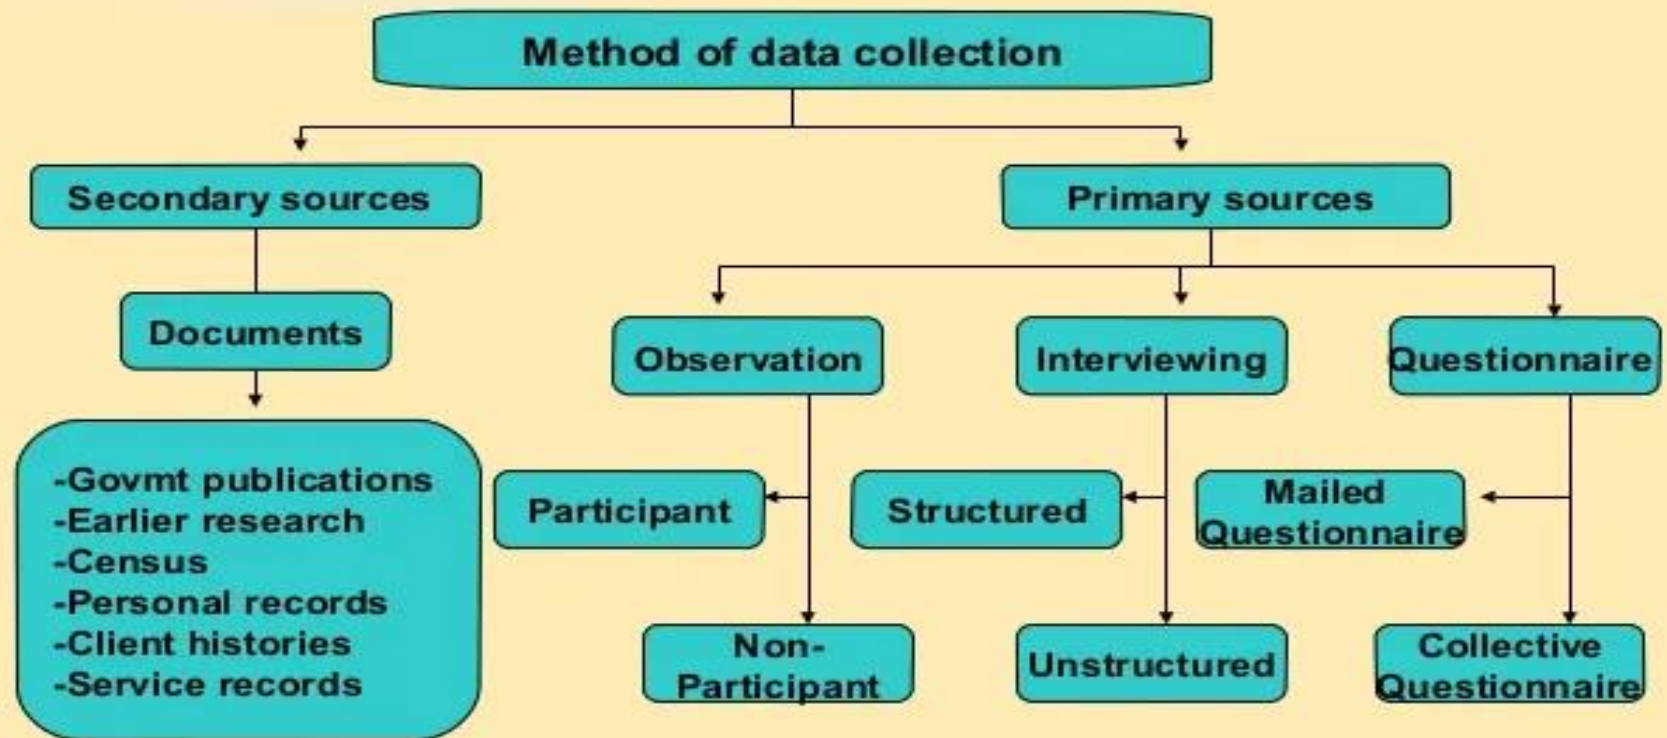 Method of data collection
Secondary sources
Primary sources
Documents
Observation
Interviewing
Questionnaire
-Govmt publications
-Earlier research
-Census
-Personal records
-Client histories
-Service records
Participant
Structured
Mailed
Questionnaire
Non-
Participant
Unstructured
Collective
Questionnaire